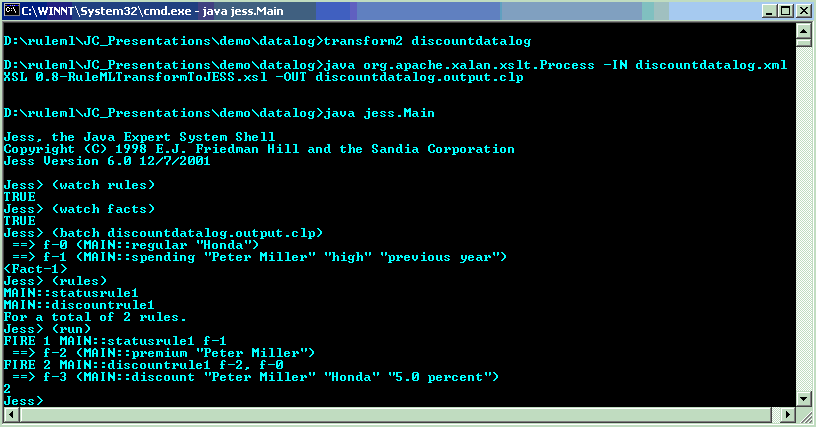 C:\WINNT\System32\cmd.exe - java jess.Main
D:\ruleml\JC_Presentations\demo\datalog>transform2 discountdatalog
D:\ruleml\JC_Presentations\demo\datalog>java org.apache.xalan.xslt.Process -IN discountdatalog.xml
XSL 0.8-RuleMLTransformToJESS.xsl -OUT discountdatalog.output.clp
D:\ruleml\JC_Presentations\demo\datalog>java jess.Main
Jess, the Java Expert System Shell
Copyright (C) 1998 E.J. Friedman Hill and the Sandia Corporation
Jess Version 6.0 12/7/2001
Jess> (watch rules)
TRUE
Jess> (watch facts)
TRUE
Jess> (batch discountdatalog.output.clp)
 ==> f-0 (MAIN::regular "Honda")
 ==> f-1 (MAIN::spending "Peter Miller" "high" "previous year")
<Fact-1>
Jess> (rules)
MAIN::statusrule1
MAIN::discountrule1
For a total of 2 rules.
Jess> (run)
FIRE 1 MAIN::statusrule1 f-1
 ==> f-2 (MAIN::premium "Peter Miller")
FIRE 2 MAIN::discountrule1 f-2, f-0
 ==> f-3 (MAIN::discount "Peter Miller" "Honda" "5.0 percent")
2
Jess>